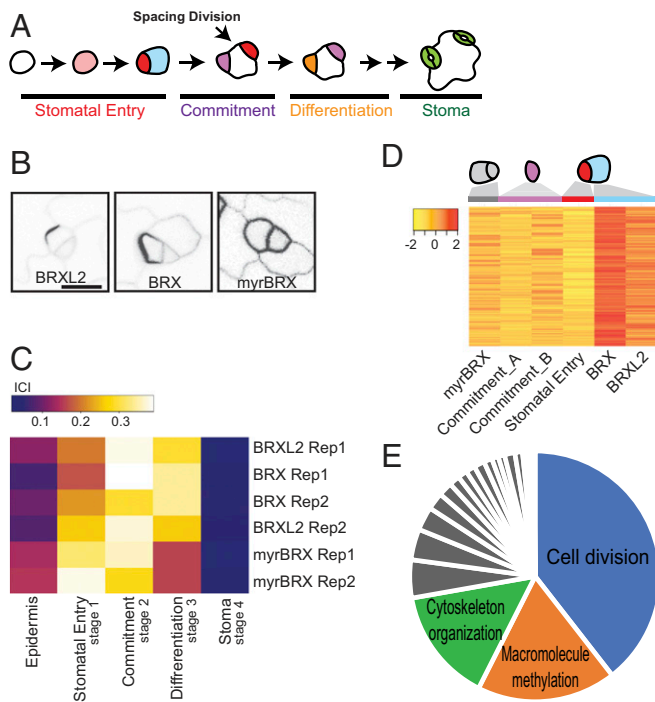 A
Spacing Division
Stomatal Entry
Commitment
Differentiation
Stoma
B
BRXL2
BRX
myrBRX
C
ICI
0.1
0.2
0.3
BRXL2 Rep1
BRX Rep1
BRX Rep2
BRXL2 Rep2
myrBRX Rep1
myrBRX Rep2
Epidermis
Stomatal Entry
stage 1
Commitment
stage 2
Differentiation
stage 3
Stoma
stage 4
D
-2 0 2
myrBRX
Commitment_A
Commitment_B
Stomatal Entry
BRX
BRXL2
E
Cell division
Macromolecule
methylation
Cytoskeleton
organization